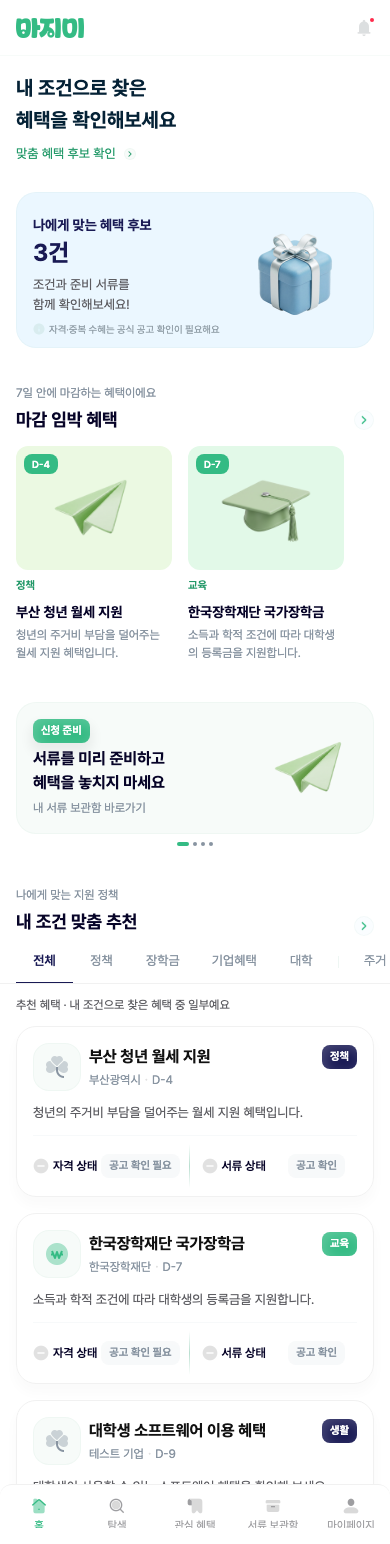 마지미
내 조건으로 찾은
혜택을 확인해보세요
맞춤 혜택 후보 확인
나에게 맞는 혜택 후보
3건
조건과 준비 서류를
함께 확인해보세요!
자격·중복 수혜는 공식 공고 확인이 필요해요
7일 안에 마감하는 혜택이에요
마감 임박 혜택
D-4
D-7
정책
교육
부산 청년 월세 지원
한국장학재단 국가장학금
청년의 주거비 부담을 덜어주는
월세 지원 혜택입니다.
소득과 학적 조건에 따라 대학생
의 등록금을 지원합니다.
신청 준비
서류를 미리 준비하고
혜택을 놓치지 마세요
내 서류 보관함 바로가기
나에게 맞는 지원 정책
내 조건 맞춤 추천
전체 정책 장학금 기업혜택 대학 주거
추천 혜택 · 내 조건으로 찾은 혜택 중 일부예요
부산 청년 월세 지원 정책
부산광역시 · D-4
청년의 주거비 부담을 덜어주는 월세 지원 혜택입니다.
자격 상태 공고 확인 필요 서류 상태 공고 확인
한국장학재단 국가장학금 교육
한국장학재단 · D-7
소득과 학적 조건에 따라 대학생의 등록금을 지원합니다.
자격 상태 공고 확인 필요 서류 상태 공고 확인
대학생 소프트웨어 이용 혜택 생활
테스트 기업 · D-9
홈 탐색 관심 혜택 서류 보관함 마이페이지